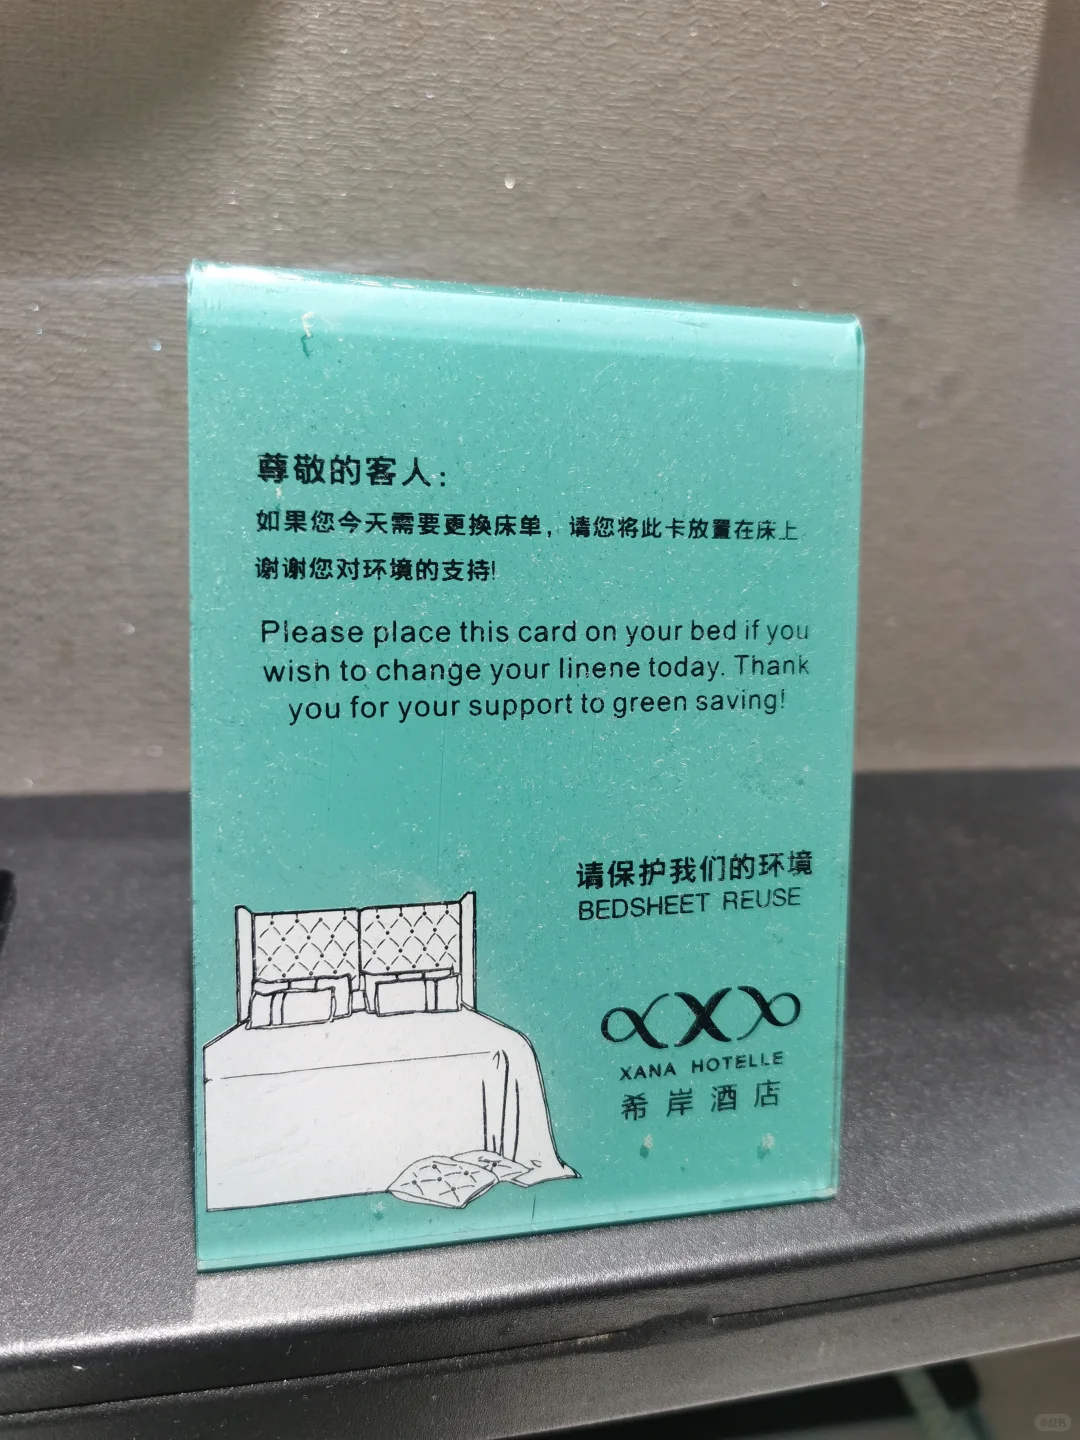 尊敬的客人：
如果您今天需要更换床单，请您将此卡放置在床上
谢谢您对环境的支持!
Please place this card on your bed if you
wish to change your linene today. Thank
you for your support to green saving!
请保护我们的环境
BEDSHEET REUSE
XANA HOTELLE
希岸酒店
小红书